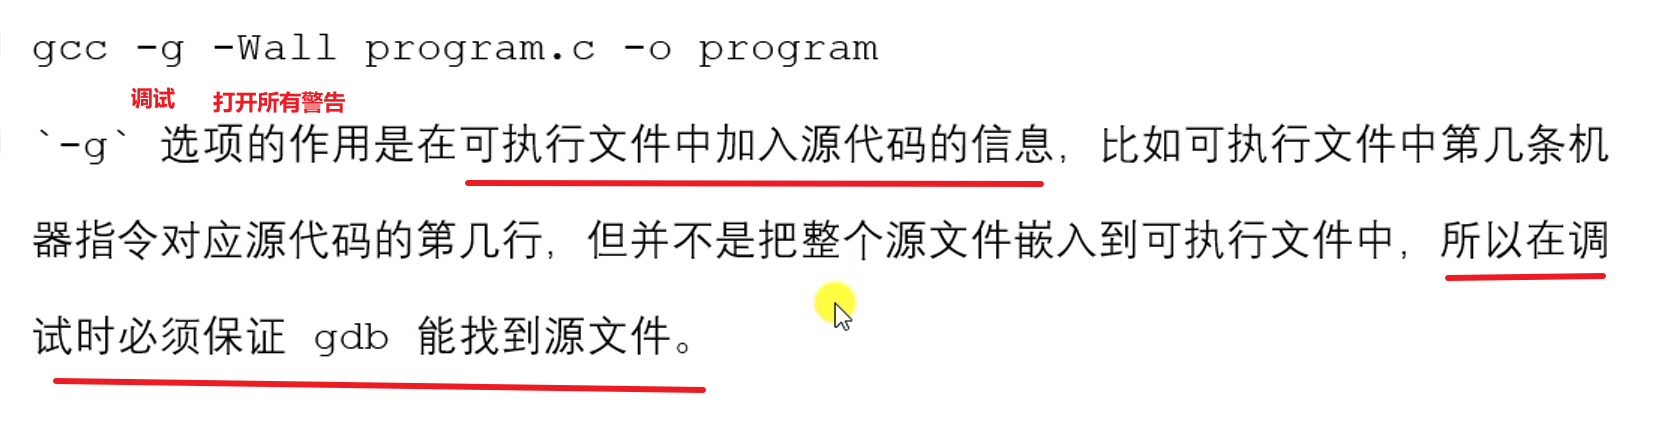 gcc -g -Wall program.c -o program
调试 打开所有警告
`-g` 选项的作用是在可执行文件中加入源代码的信息，比如可执行文件中第几条机
器指令对应源代码的第几行，但并不是把整个源文件嵌入到可执行文件中，所以在调
试时必须保证 gdb 能找到源文件。